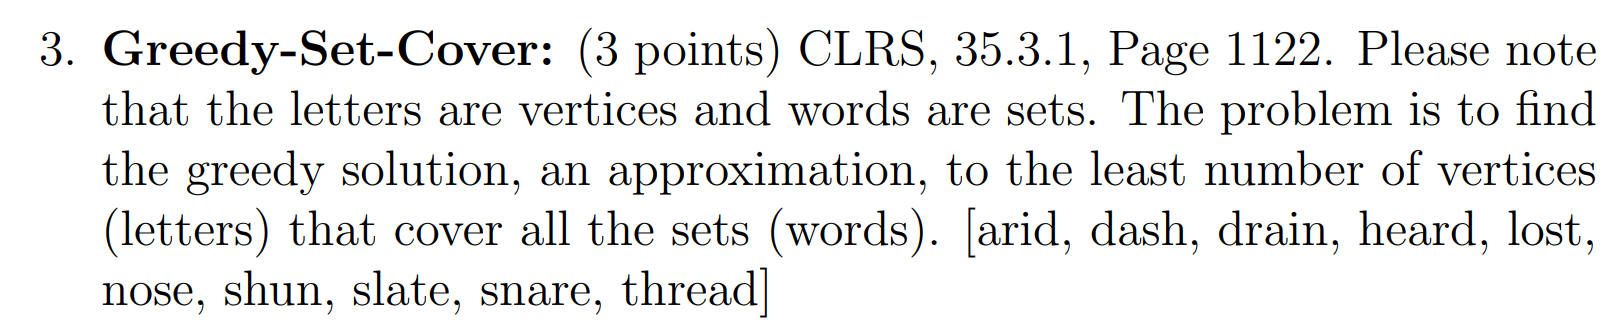 3. Greedy-Set-Cover: (3 points) CLRS, 35.3.1, Page 1122. Please note
that the letters are vertices and words are sets. The problem is to find
the greedy solution, an approximation, to the least number of vertices
(letters) that cover all the sets (words). [arid, dash, drain, heard, lost,
nose, shun, slate, snare, thread]